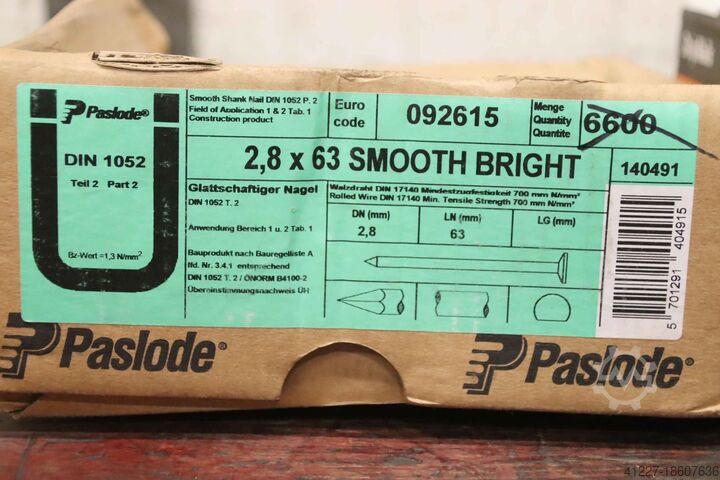 Paslode®
DIN 1052
Teil 2 Part 2
Bz-Wert =1,3 N/mm²
Smooth Shank Nail DIN 1052 P. 2
Field of Application 1 & 2 Tab. 1
Construction product
Euro
code
092615
Menge
Quantity
Quantite
6600
2,8 x 63 SMOOTH BRIGHT
140491
Glattschaftiger Nagel
DIN 1052 T. 2
Anwendung Bereich 1 u. 2 Tab. 1
Bauprodukt nach Bauregelliste A
lfd. Nr. 3.4.1 entsprechend
DIN 1052 T. 2 / ÖNORM B4100-2
Übereinstimmungsnachweis ÜH
Walzdraht DIN 17140 Mindestzugfestigkeit 700 mm N/mm²
Rolled Wire DIN 17140 Min. Tensile Strength 700 mm N/mm²
DN (mm)
LN (mm)
LG (mm)
2,8
63
5 701291 404915
Paslode®
Paslode®
41227-18607636